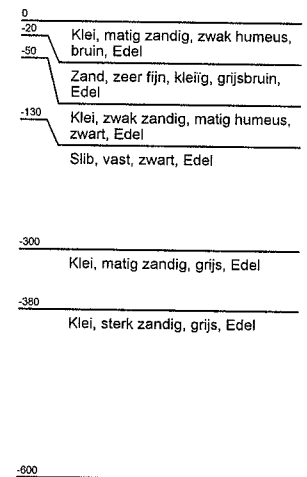 0
-20
Klei, matig zandig, zwak humeus,
bruin, Edel
-50
Zand, zeer fijn, kleiïg, grijsbruin,
Edel
Klei, zwak zandig, matig humeus,
zwart, Edel
-130
Slib, vast, zwart, Edel
-300
Klei, matig zandig, grijs, Edel
-380
Klei, sterk zandig, grijs, Edel
-600